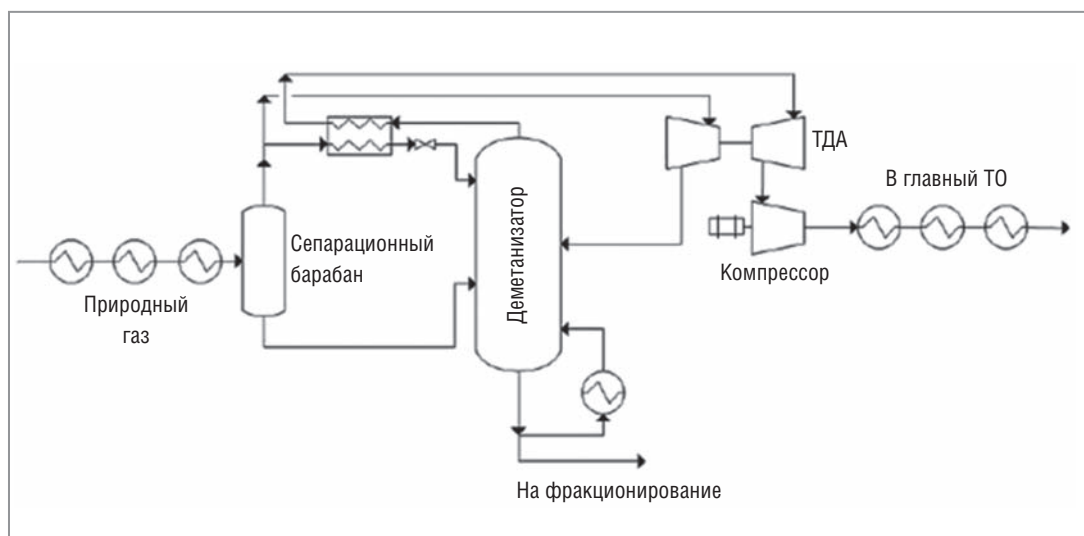 ТДА
В главный ТО
Сепарационный
барабан
Деметанизатор
Компрессор
Природный
газ
На фракционирование